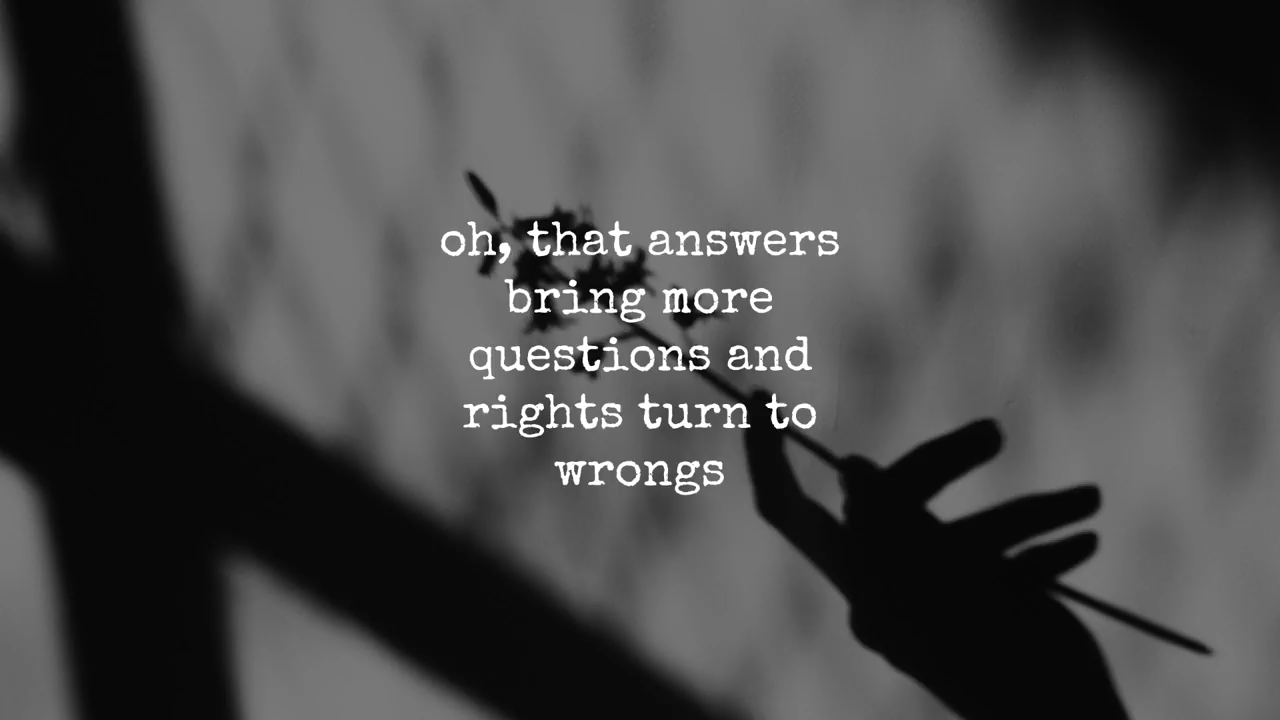 oh, that answers
bring more
questions and
rights turn to
wrongs